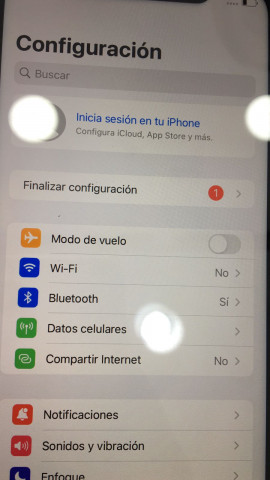 Configuración
Buscar
Inicia sesión en tu iPhone
Configura iCloud, App Store y más.
Finalizar configuración
1
Modo de vuelo
Wi-Fi
No
Bluetooth
Sí
Datos celulares
Compartir Internet
No
Notificaciones
Sonidos y vibración
Enfoque